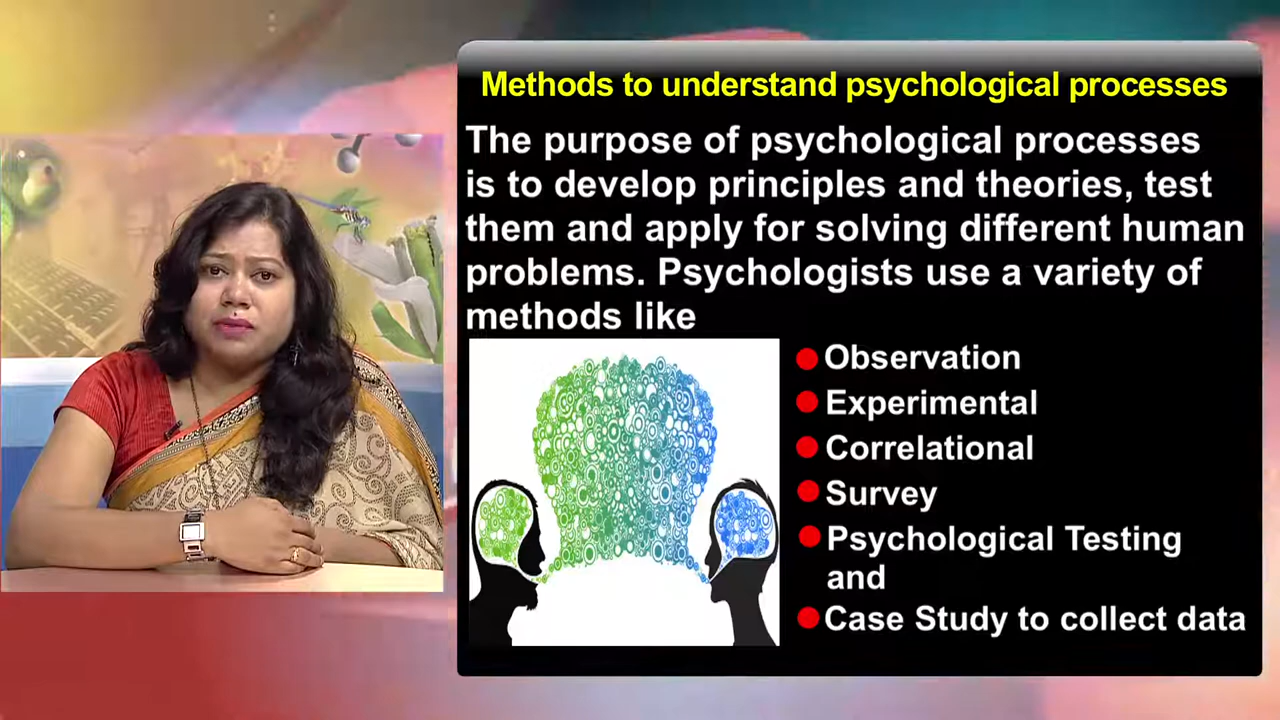 Methods to understand psychological processes
The purpose of psychological processes
is to develop principles and theories, test
them and apply for solving different human
problems. Psychologists use a variety of
methods like
Observation
Experimental
Correlational
Survey
Psychological Testing
and
Case Study to collect data